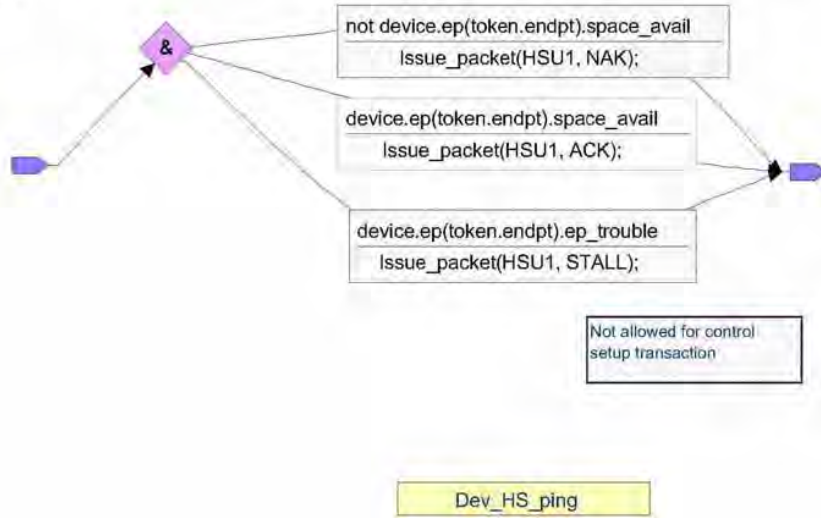 &
not device.ep(token.endpt).space_avail
Issue_packet(HSU1, NAK);
device.ep(token.endpt).space_avail
Issue_packet(HSU1, ACK);
device.ep(token.endpt).ep_trouble
Issue_packet(HSU1, STALL);
Not allowed for control
setup transaction
Dev_HS_ping